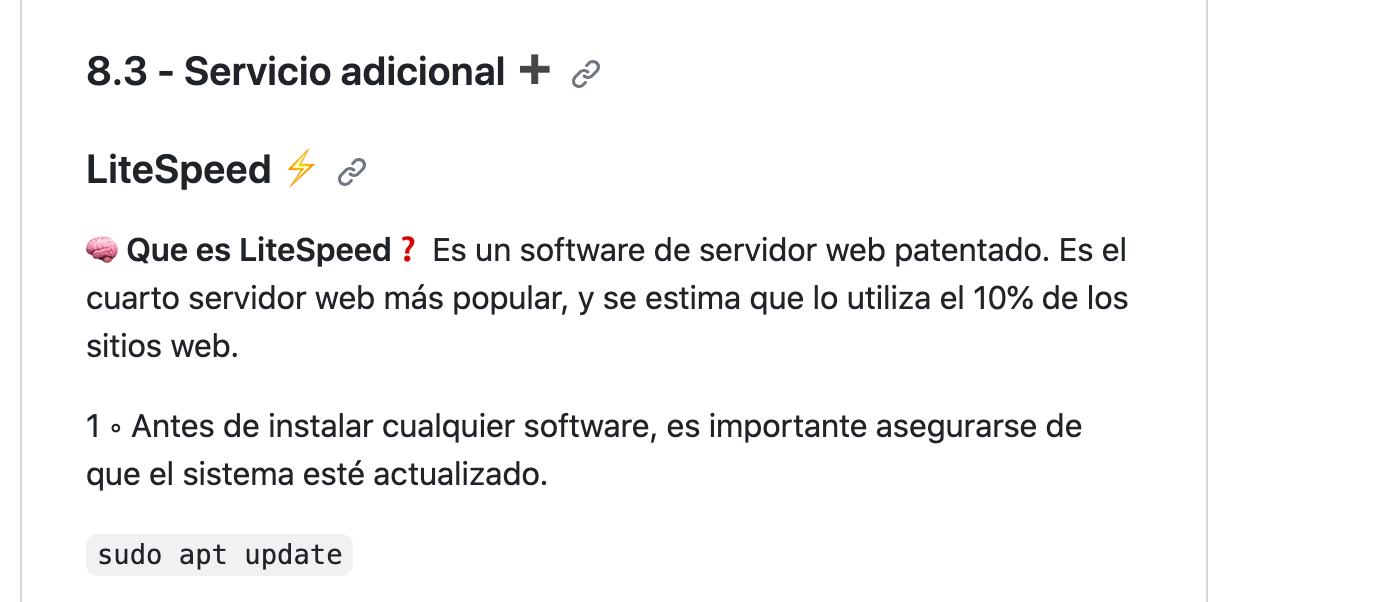 8.3 - Servicio adicional ➕
LiteSpeed ⚡
🧠 Que es LiteSpeed❓ Es un software de servidor web patentado. Es el
cuarto servidor web más popular, y se estima que lo utiliza el 10% de los
sitios web.
1 ∘ Antes de instalar cualquier software, es importante asegurarse de
que el sistema esté actualizado.
sudo apt update